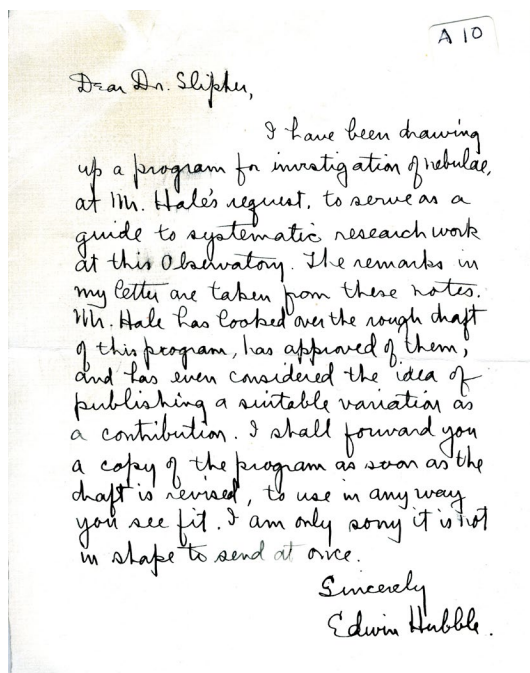 A 10
Dear Dr. Slipher,
I have been drawing
up a program for investigation of nebulae,
at Mr. Hale's request, to serve as a
guide to systematic research work
at this Observatory. The remarks in
my letter are taken from these notes.
Mr. Hale has looked over the rough draft
of this program, has approved of them,
and has even considered the idea of
publishing a suitable variation as
a contribution. I shall forward you
a copy of the program as soon as the
draft is revised, to use in any way
you see fit. I am only sorry it is not
in shape to send at once.
Sincerely
Edwin Hubble.